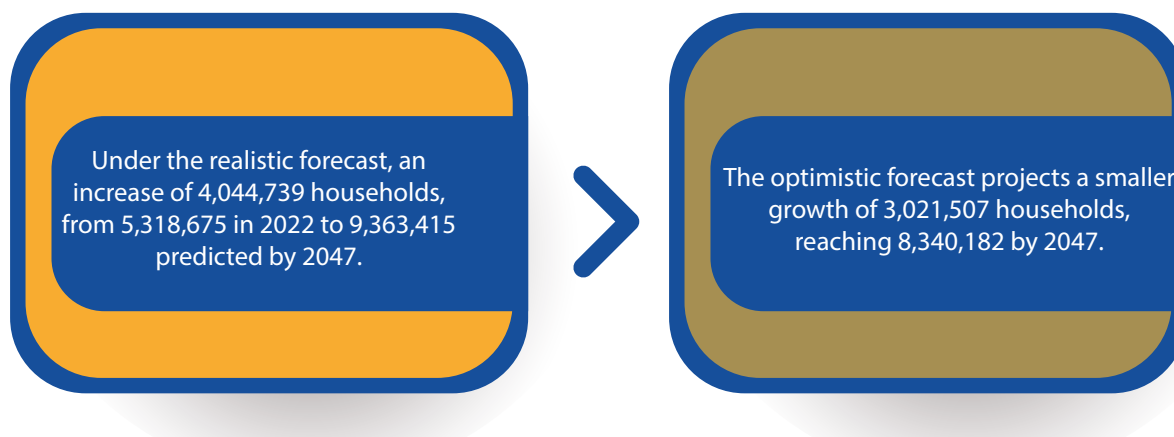 Under the realistic forecast, an
increase of 4,044,739 households,
from 5,318,675 in 2022 to 9,363,415
predicted by 2047.
The optimistic forecast projects a smaller
growth of 3,021,507 households,
reaching 8,340,182 by 2047.